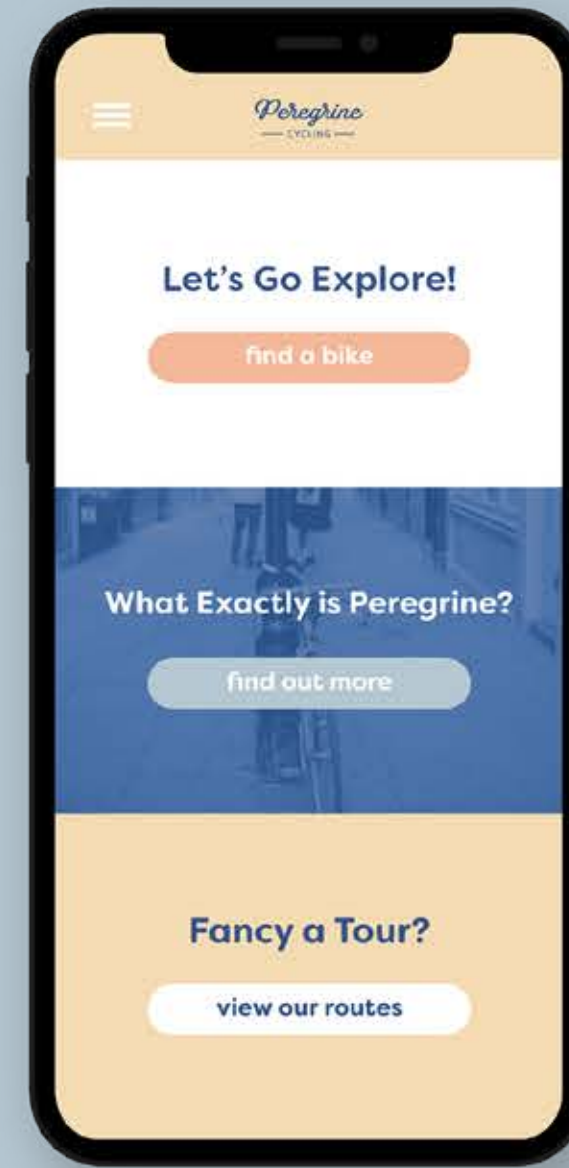 Peregrine
CYCLING
Let's Go Explore!
find a bike
What Exactly is Peregrine?
find out more
Fancy a Tour?
view our routes